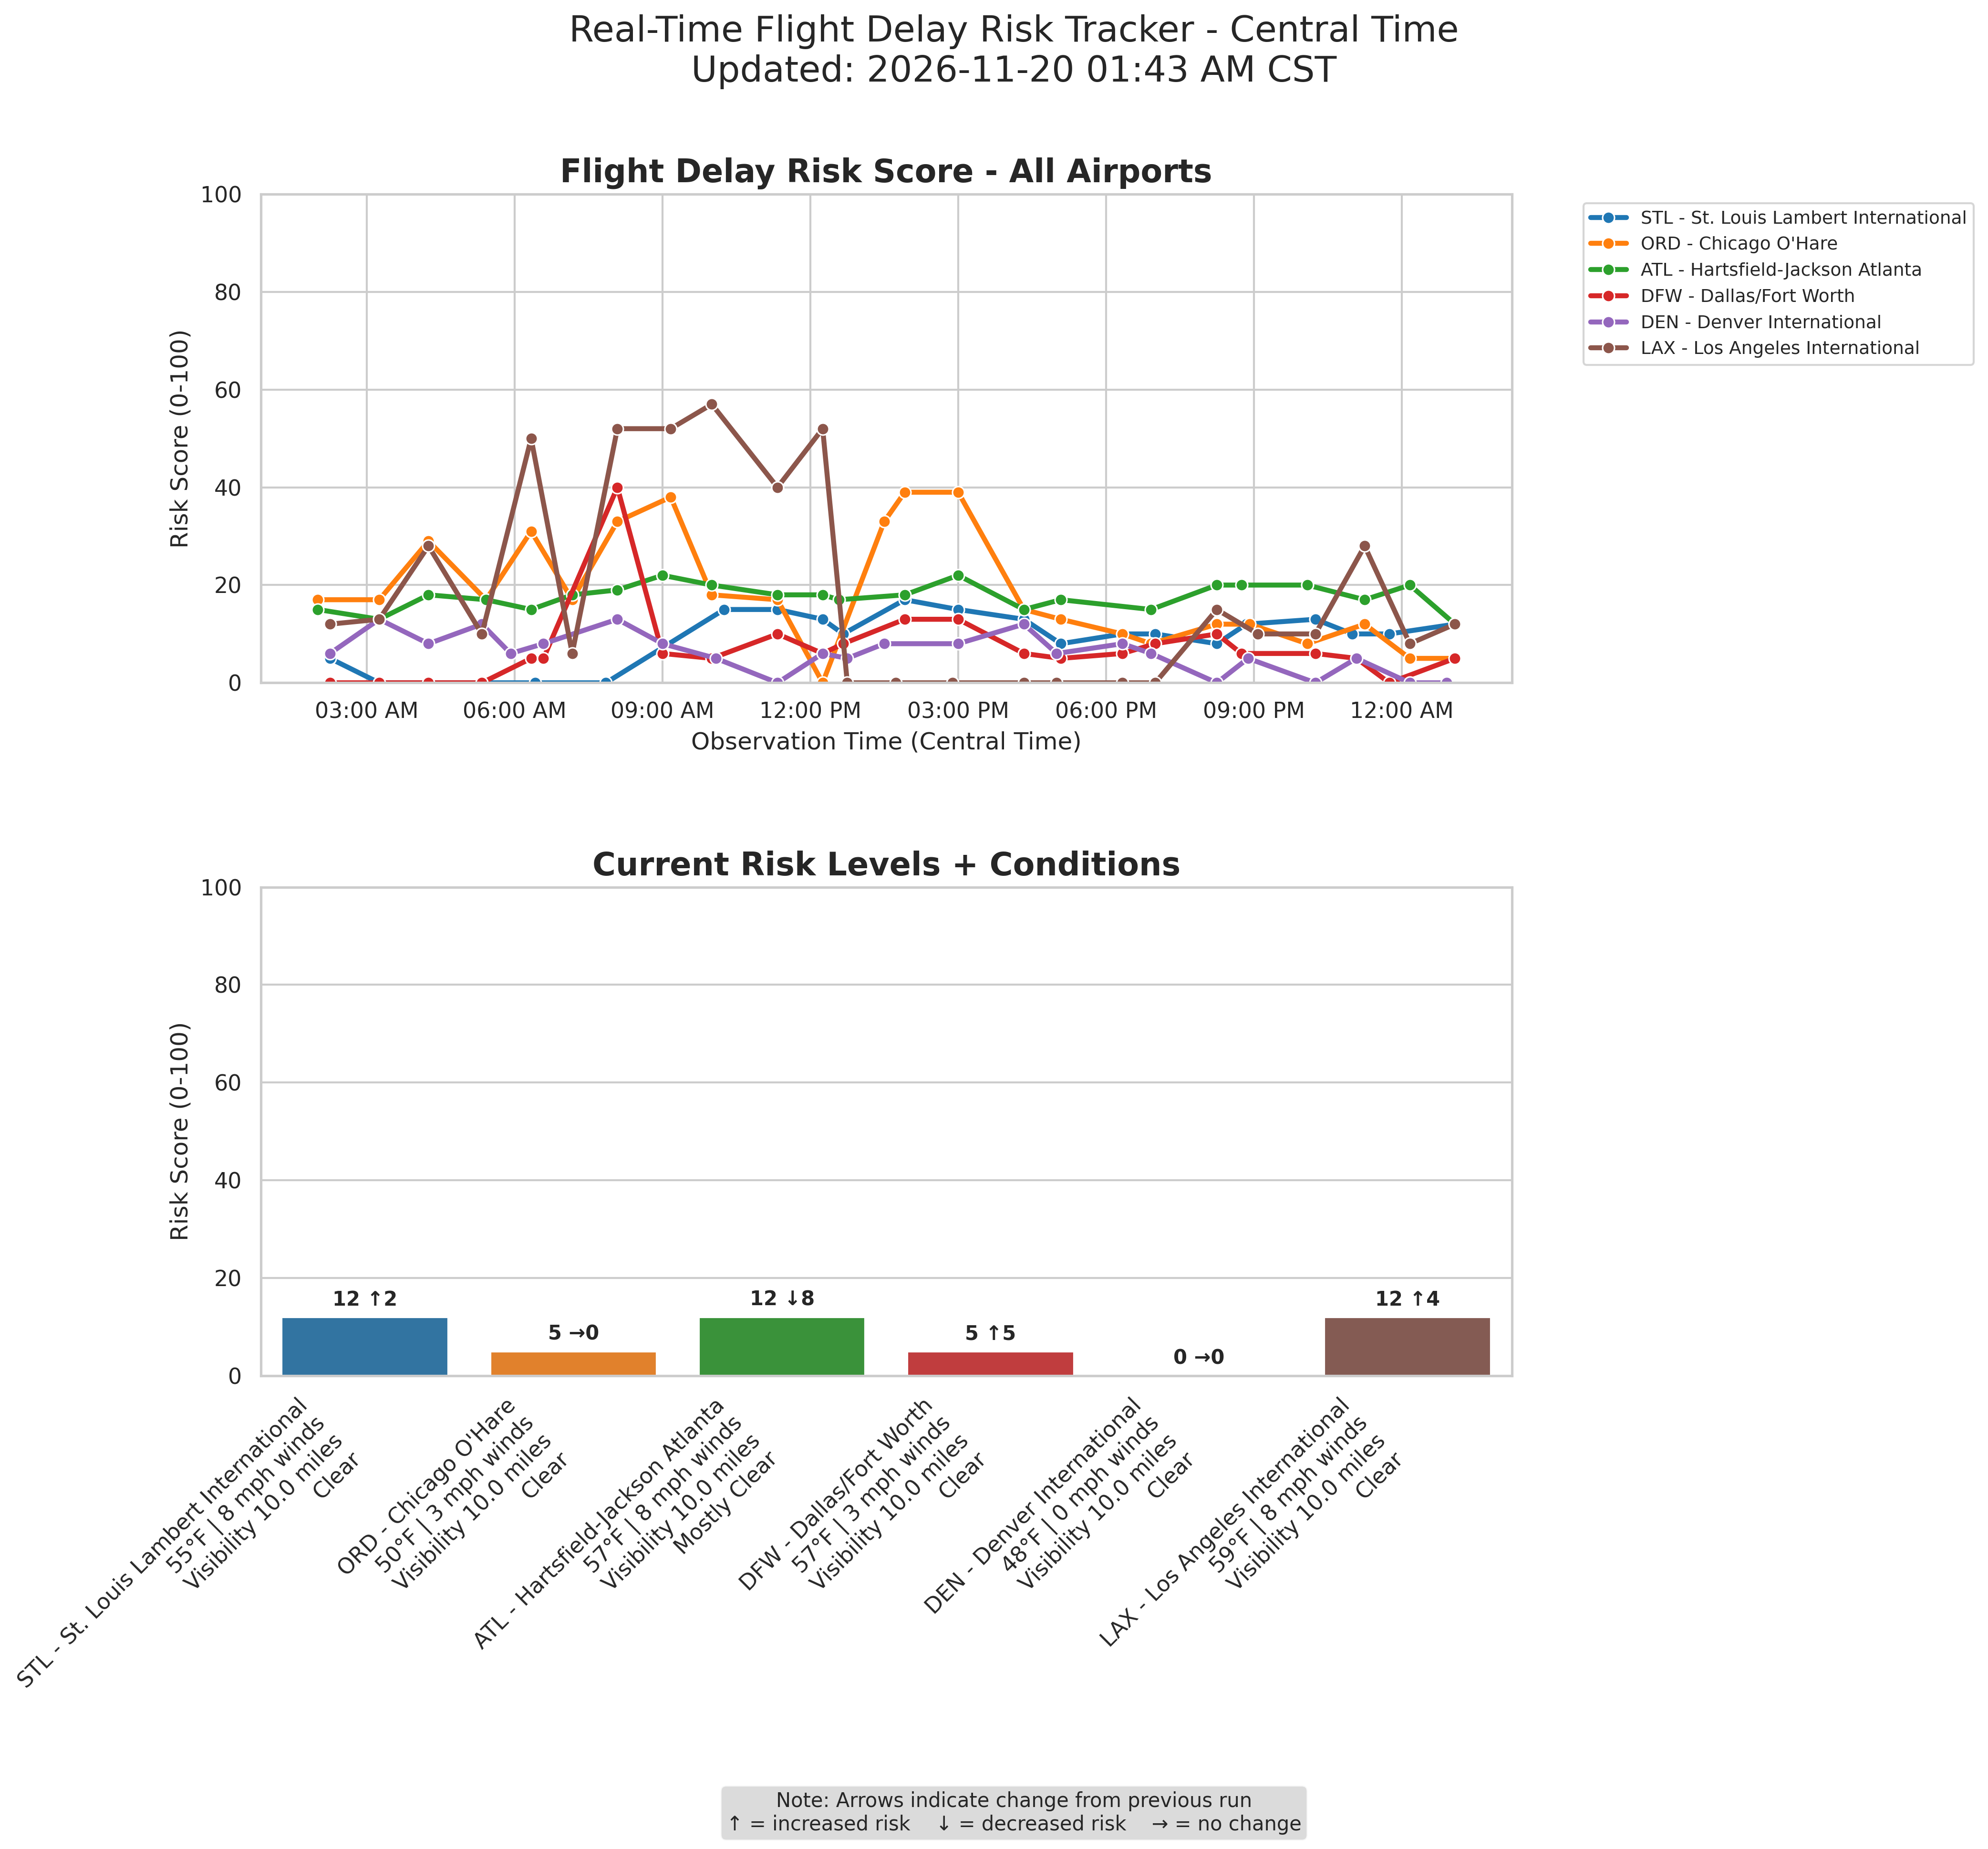 Real-Time Flight Delay Risk Tracker - Central Time
Updated: 2026-11-20 01:43 AM CST
Flight Delay Risk Score - All Airports
100
80
60
40
20
0
Risk Score (0-100)
03:00 AM
06:00 AM
09:00 AM
12:00 PM
03:00 PM
06:00 PM
09:00 PM
12:00 AM
Observation Time (Central Time)
STL - St. Louis Lambert International
ORD - Chicago O'Hare
ATL - Hartsfield-Jackson Atlanta
DFW - Dallas/Fort Worth
DEN - Denver International
LAX - Los Angeles International
Current Risk Levels + Conditions
100
80
60
40
20
0
Risk Score (0-100)
12 ↑2
5 →0
12 ↓8
5 ↑5
0 →0
12 ↑4
STL - St. Louis Lambert International
55°F | 8 mph winds
Visibility 10.0 miles
Clear
ORD - Chicago O'Hare
50°F | 3 mph winds
Visibility 10.0 miles
Clear
ATL - Hartsfield-Jackson Atlanta
57°F | 8 mph winds
Visibility 10.0 miles
Mostly Clear
DFW - Dallas/Fort Worth
57°F | 3 mph winds
Visibility 10.0 miles
Clear
DEN - Denver International
48°F | 0 mph winds
Visibility 10.0 miles
Clear
LAX - Los Angeles International
59°F | 8 mph winds
Visibility 10.0 miles
Clear
Note: Arrows indicate change from previous run
↑ = increased risk ↓ = decreased risk → = no change